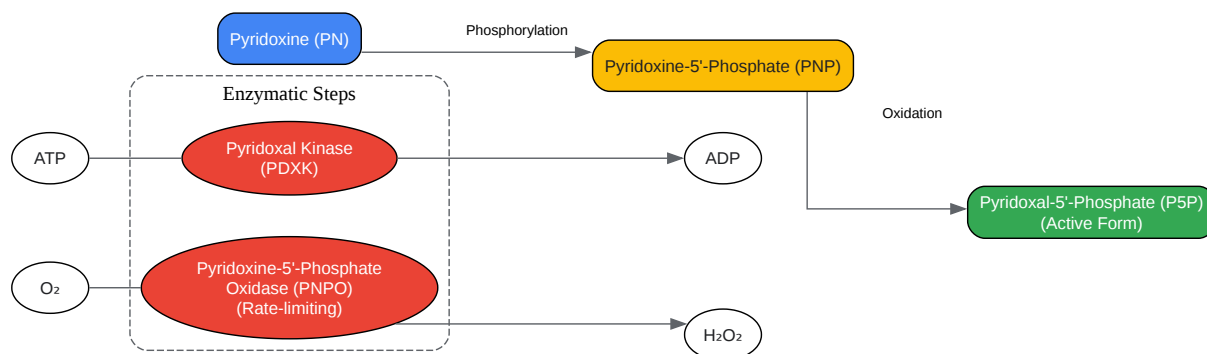 Pyridoxine (PN)
Phosphorylation
Pyridoxine-5'-Phosphate (PNP)
Enzymatic Steps
Oxidation
ATP
Pyridoxal Kinase
(PDXK)
ADP
Pyridoxal-5'-Phosphate (P5P)
(Active Form)
O₂
Pyridoxine-5'-Phosphate
Oxidase (PNPO)
(Rate-limiting)
H₂O₂